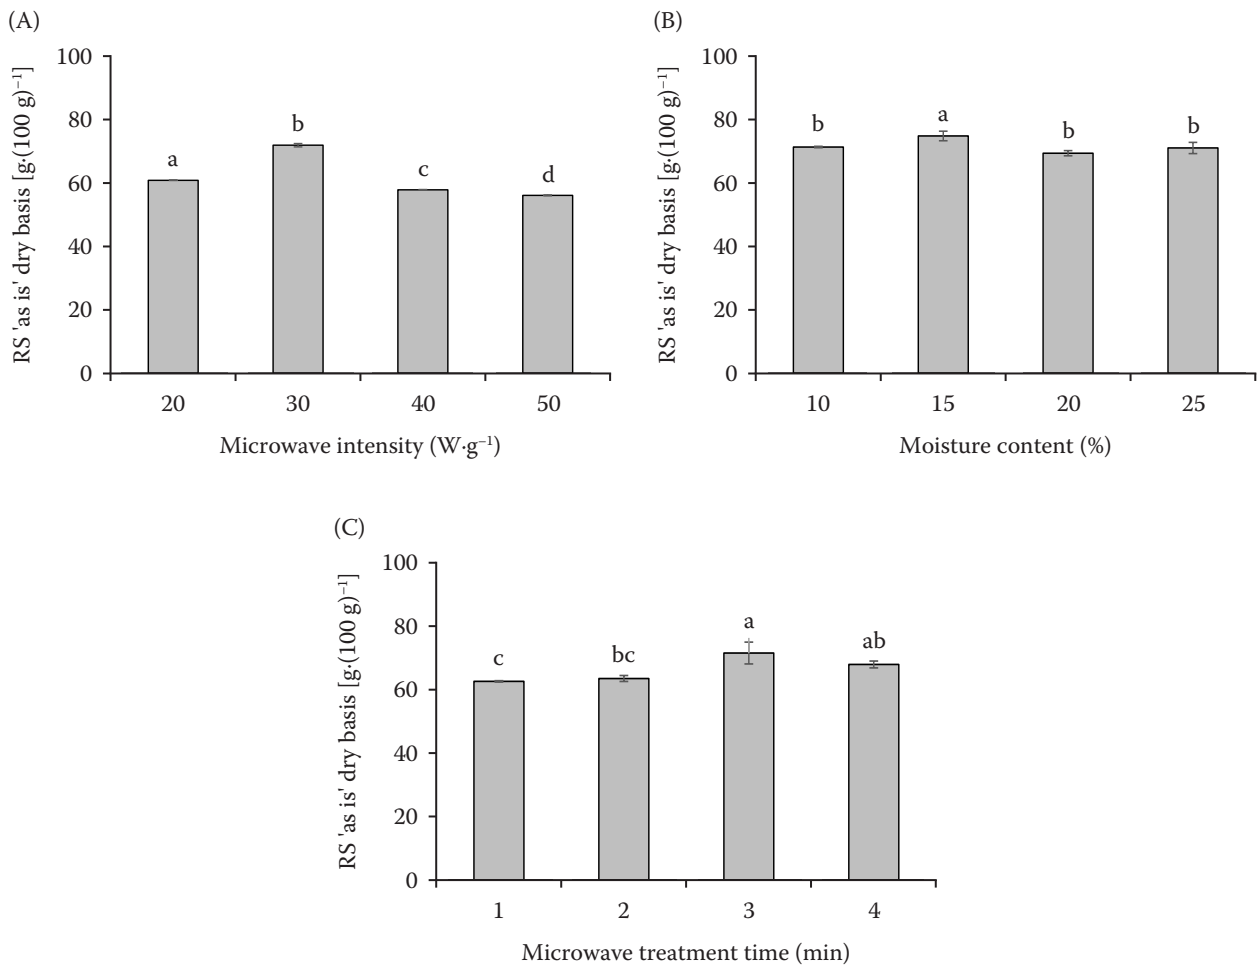 (A)
RS 'as is' dry basis [g·(100 g)⁻¹]
100
80
60
40
20
0
a
b
c
d
20 30 40 50
Microwave intensity (W·g⁻¹)
(B)
RS 'as is' dry basis [g·(100 g)⁻¹]
100
80
60
40
20
0
b
a
b
b
10 15 20 25
Moisture content (%)
(C)
RS 'as is' dry basis [g·(100 g)⁻¹]
100
80
60
40
20
0
c
bc
a
ab
1 2 3 4
Microwave treatment time (min)